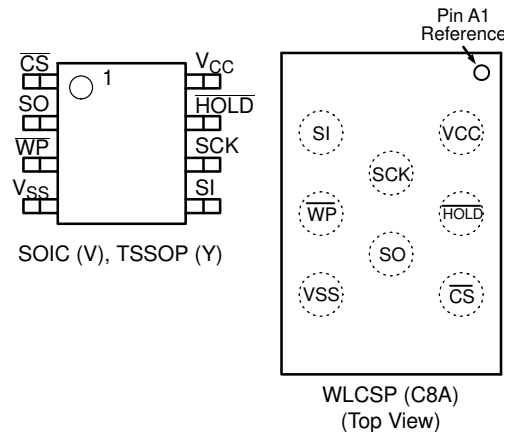 CS
1
VCC
SO
HOLD
WP
SCK
VSS
SI
SOIC (V), TSSOP (Y)
Pin A1
Reference
SI
VCC
SCK
WP
HOLD
SO
VSS
CS
WLCSP (C8A)
(Top View)